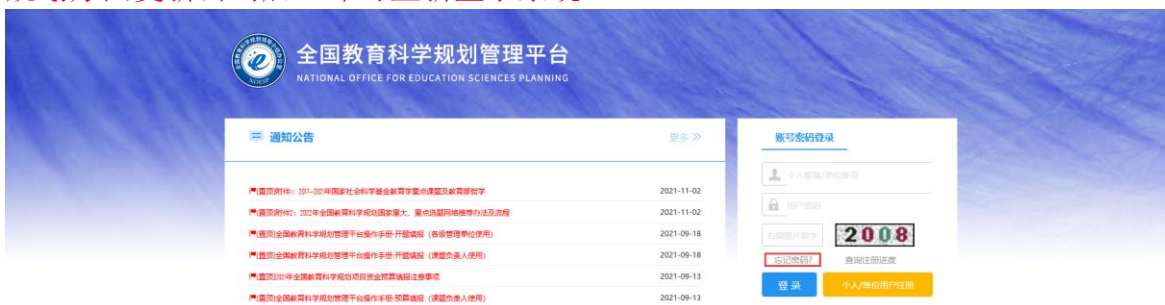 全国教育科学规划管理平台
NATIONAL OFFICE FOR EDUCATION SCIENCES PLANNING
NOESP
通知公告
更多
[置顶]附件1：2017-2021年国家社会科学基金教育学重点课题及教育部哲学 2021-11-02
[置顶]附件2：2022年全国教育科学规划国家重大、重点选题网络推荐办法及流程 2021-11-02
[置顶]全国教育科学规划管理平台操作手册-开题填报（各级管理单位使用） 2021-09-18
[置顶]全国教育科学规划管理平台操作手册-开题填报（课题负责人使用） 2021-09-18
[置顶]2021年全国教育科学规划项目资金预算填报注意事项 2021-09-13
[置顶]全国教育科学规划管理平台操作手册-预算填报（课题负责人使用） 2021-09-13
账号密码登录
个人邮箱/单位账号
用户密码
右侧图片数字
2008
忘记密码?
查询注册进度
登 录
个人/单位用户注册